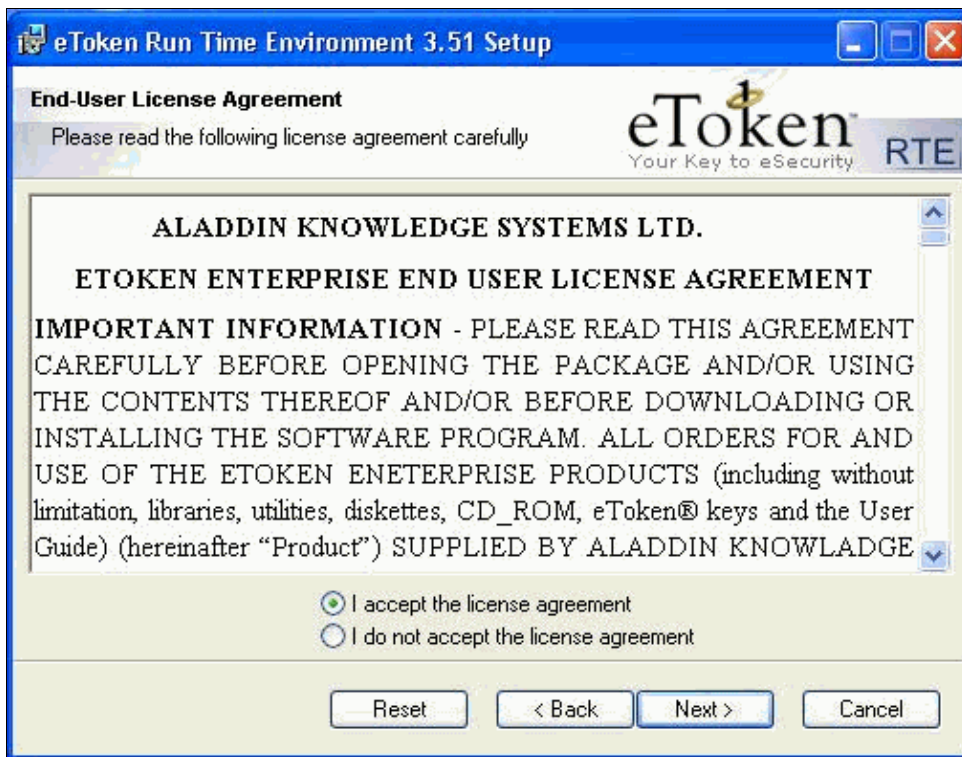 eToken Run Time Environment 3.51 Setup
End-User License Agreement
Please read the following license agreement carefully
eToken™
Your Key to eSecurity
RTE
ALADDIN KNOWLEDGE SYSTEMS LTD.
ETOKEN ENTERPRISE END USER LICENSE AGREEMENT
IMPORTANT INFORMATION - PLEASE READ THIS AGREEMENT
CAREFULLY BEFORE OPENING THE PACKAGE AND/OR USING
THE CONTENTS THEREOF AND/OR BEFORE DOWNLOADING OR
INSTALLING THE SOFTWARE PROGRAM. ALL ORDERS FOR AND
USE OF THE ETOKEN ENETERPRISE PRODUCTS (including without
limitation, libraries, utilities, diskettes, CD_ROM, eToken® keys and the User
Guide) (hereinafter “Product”) SUPPLIED BY ALADDIN KNOWLADGE
I accept the license agreement
I do not accept the license agreement
Reset
< Back
Next >
Cancel